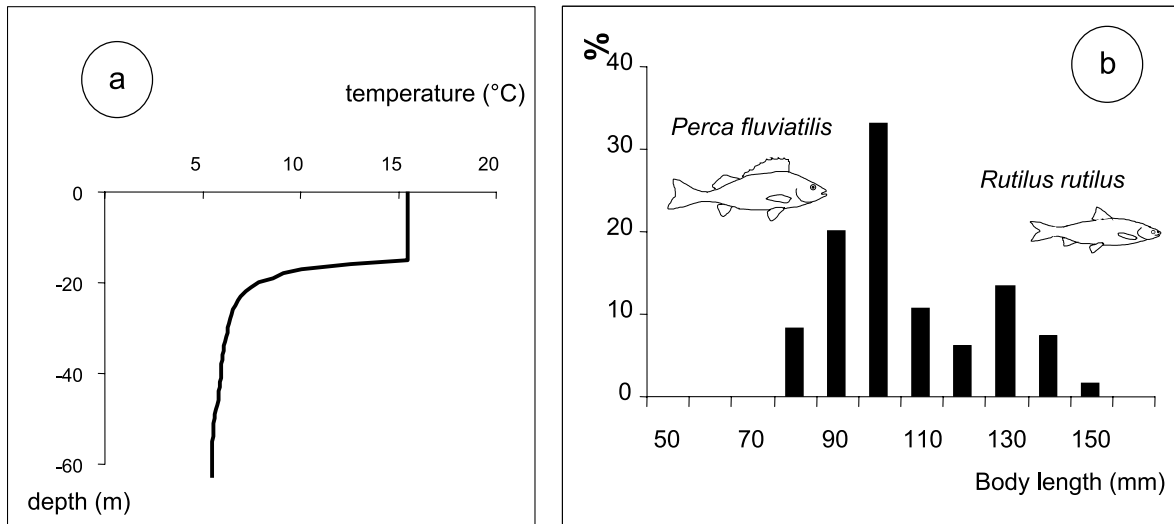 a
temperature (°C)
5 10 15 20
0
-20
-40
-60
depth (m)
%
b
40
Perca fluviatilis
30
Rutilus rutilus
20
10
0
50 70 90 110 130 150
Body length (mm)